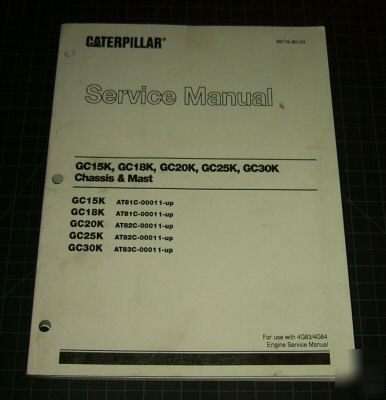 CATERPILLAR®
99719-80120
Service Manual
GC15K, GC18K, GC20K, GC25K, GC30K
Chassis & Mast
GC15K AT81C-00011-up
GC18K AT81C-00011-up
GC20K AT82C-00011-up
GC25K AT82C-00011-up
GC30K AT83C-00011-up
For use with 4G63/4G64
Engine Service Manual